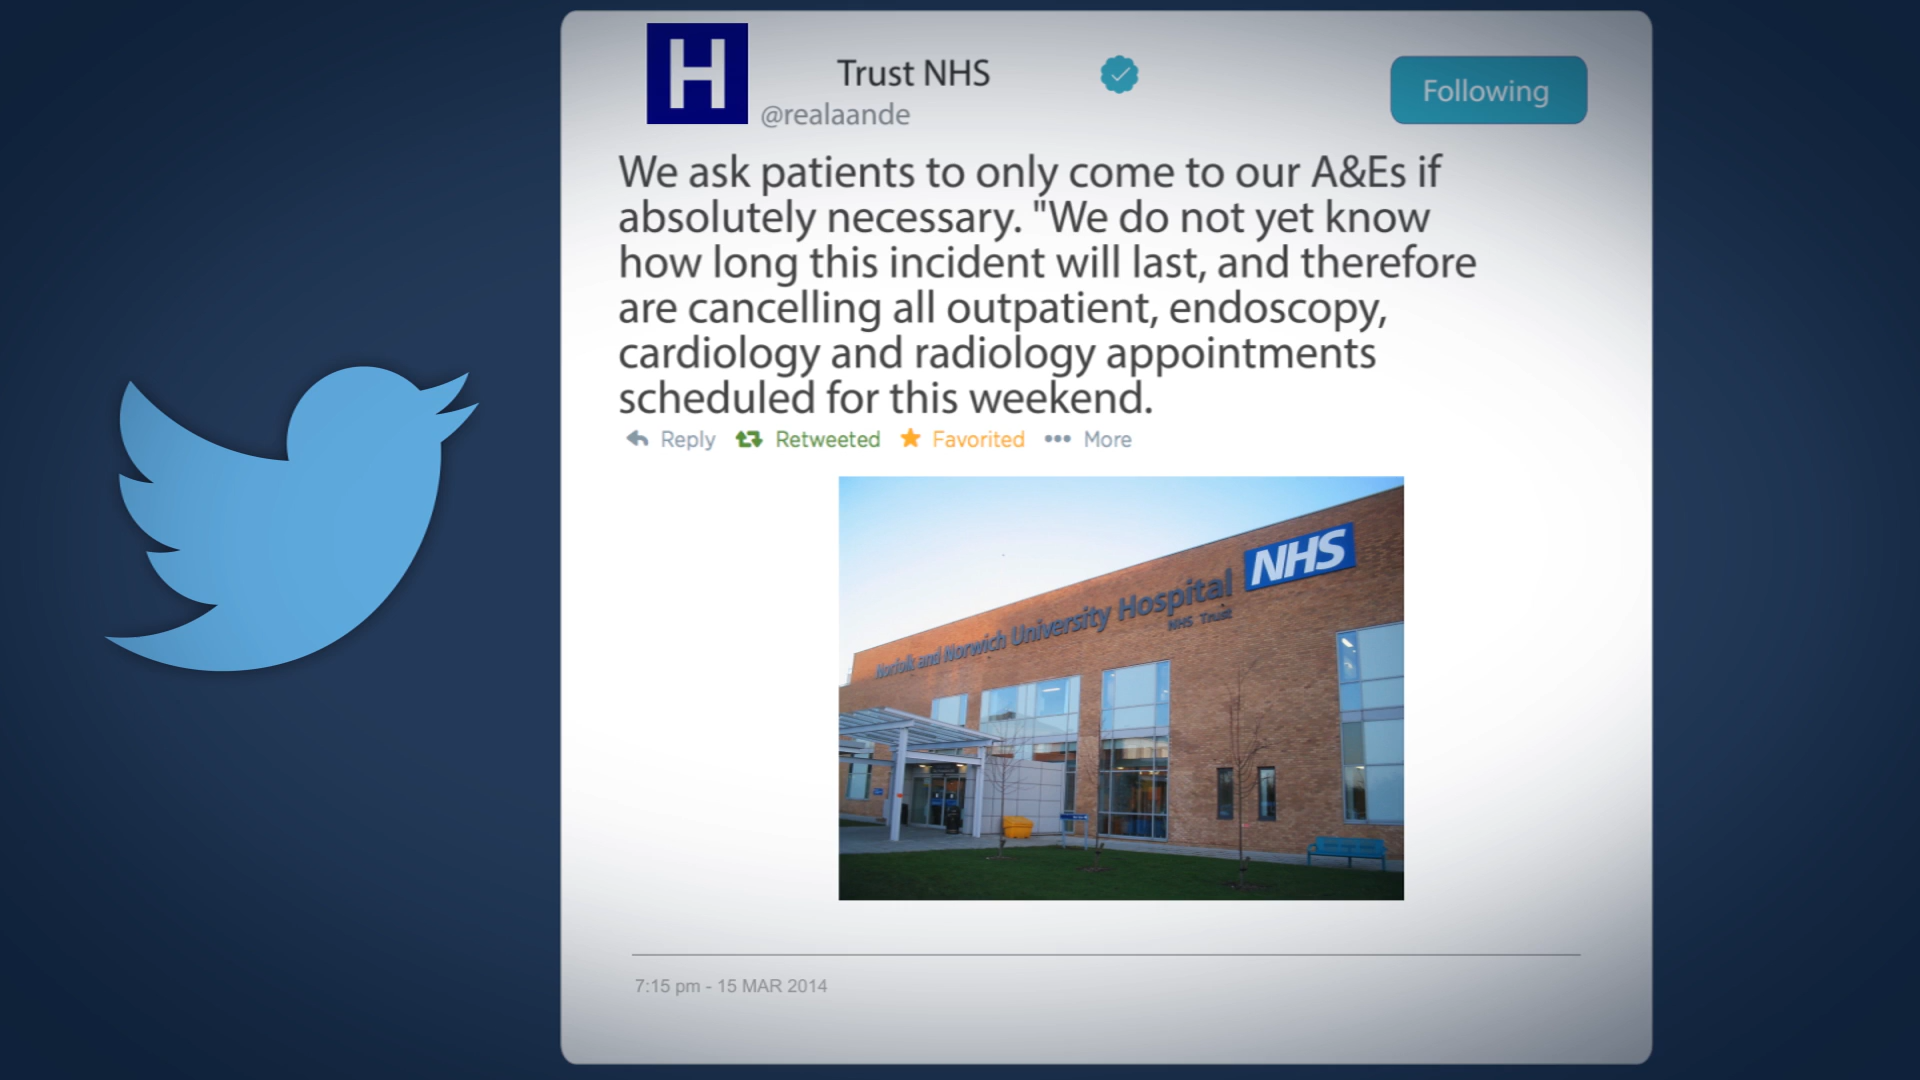 H
Trust NHS
@realaande
Following
We ask patients to only come to our A&Es if
absolutely necessary. "We do not yet know
how long this incident will last, and therefore
are cancelling all outpatient, endoscopy,
cardiology and radiology appointments
scheduled for this weekend.
Reply Retweeted Favorited More
Norfolk and Norwich University Hospital NHS
NHS Trust
7:15 pm - 15 MAR 2014